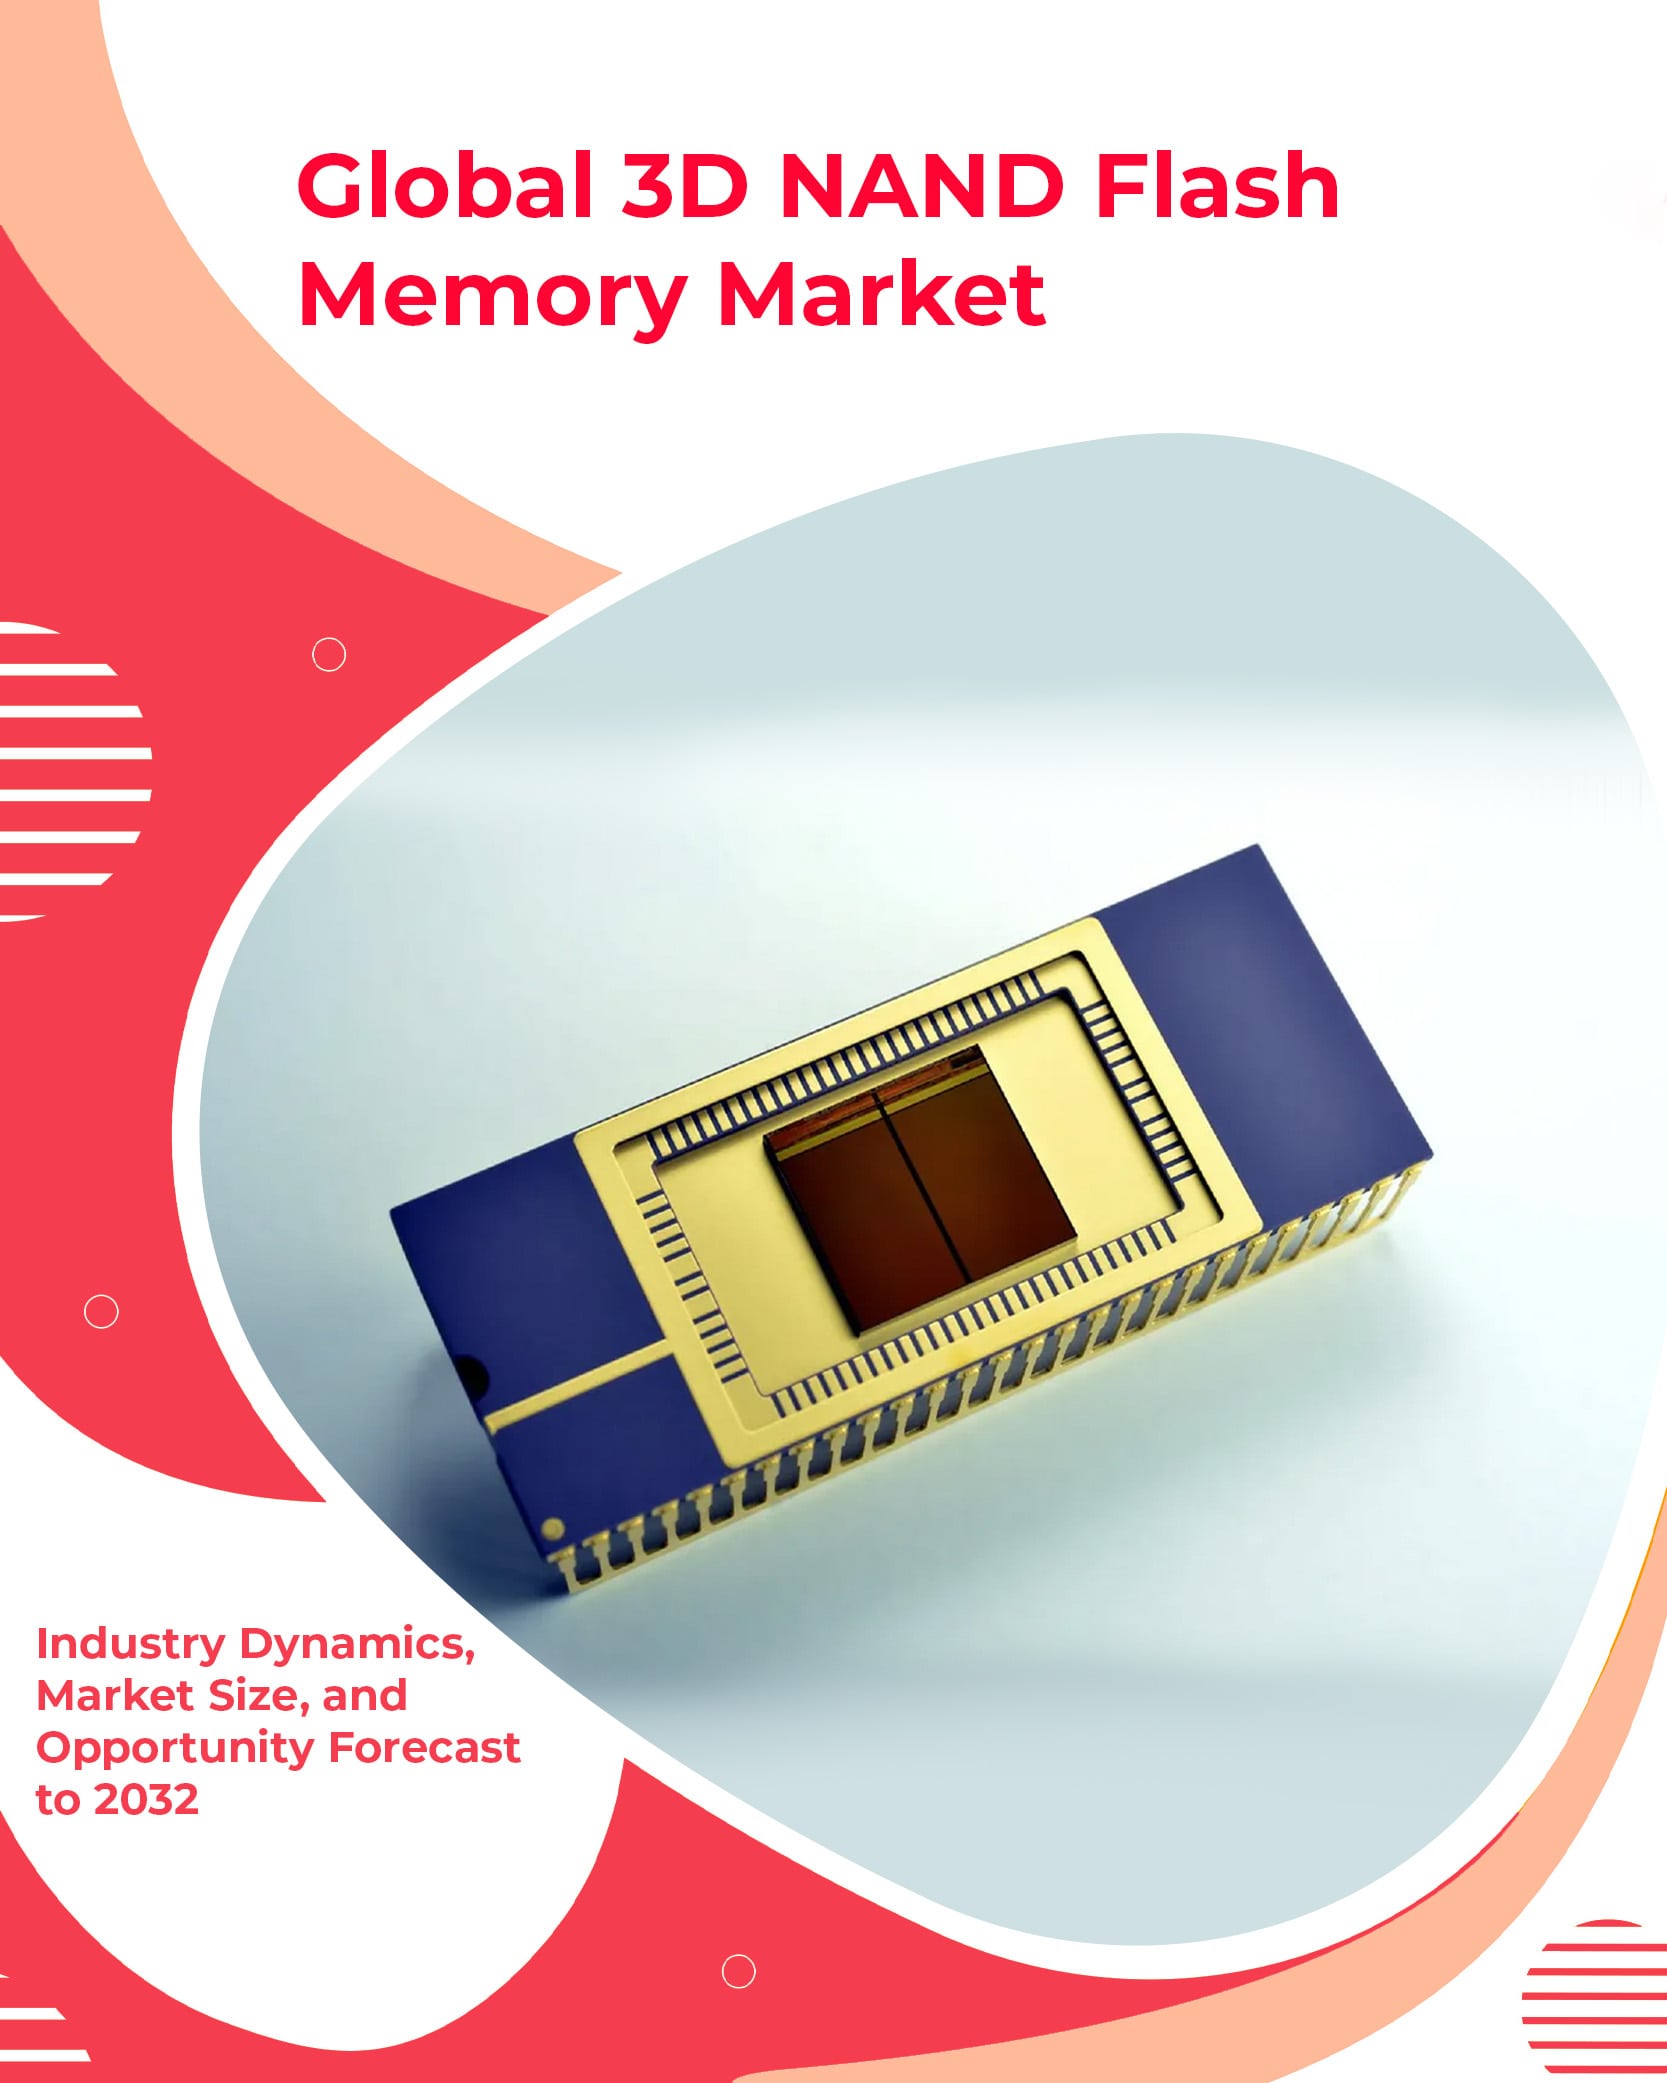 Global 3D NAND Flash
Memory Market
Industry Dynamics,
Market Size, and
Opportunity Forecast
to 2032